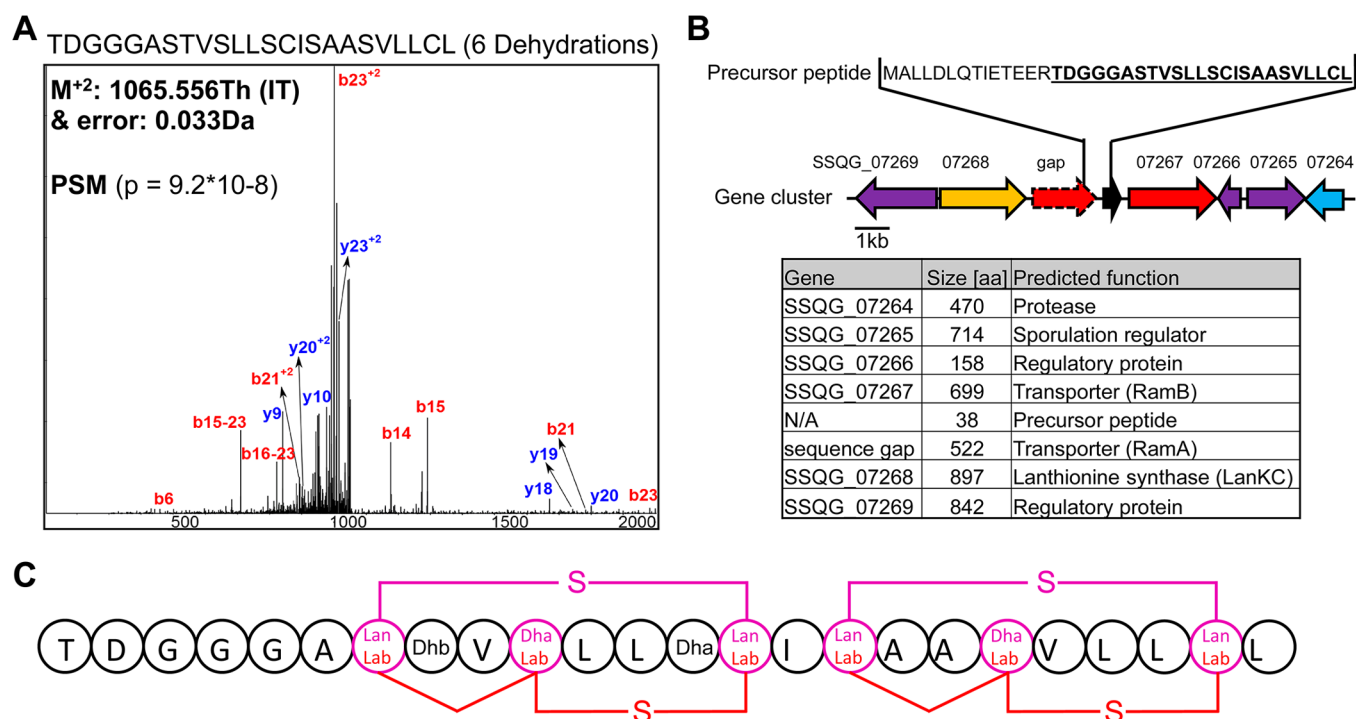 A
TDGGGASTVSLLSCISAASVLLCL (6 Dehydrations)
M+2: 1065.556Th (IT)
& error: 0.033Da
PSM (p = 9.2*10-8)
b23+2
y23+2
y20+2
b21+2
y9
y10
b15-23
b16-23
b6
b14
b15
b21
y19
y18
y20
b23
500
1000
1500
2000
B
Precursor peptide
MALLDLQTIETEERTDGGGASTVSLLSCISAASVLLCL
SSQG_07269 07268 gap 07267 07266 07265 07264
Gene cluster
1kb
Gene Size [aa] Predicted function
SSQG_07264 470 Protease
SSQG_07265 714 Sporulation regulator
SSQG_07266 158 Regulatory protein
SSQG_07267 699 Transporter (RamB)
N/A 38 Precursor peptide
sequence gap 522 Transporter (RamA)
SSQG_07268 897 Lanthionine synthase (LanKC)
SSQG_07269 842 Regulatory protein
C
S S
T D G G G A Lan Lab Dhb V Dha Lab L L Dha Lan Lab I Lan Lab A A Dha Lab V L L Lan Lab L
S S